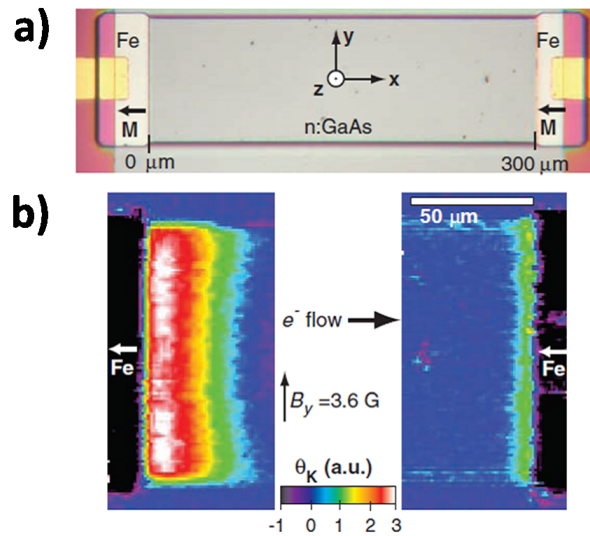 a)
Fe
Fe
y
z
x
M
n:GaAs
M
0 μm
300 μm
b)
50 μm
e⁻ flow
Fe
Fe
B_y =3.6 G
θ_K (a.u.)
-1 0 1 2 3